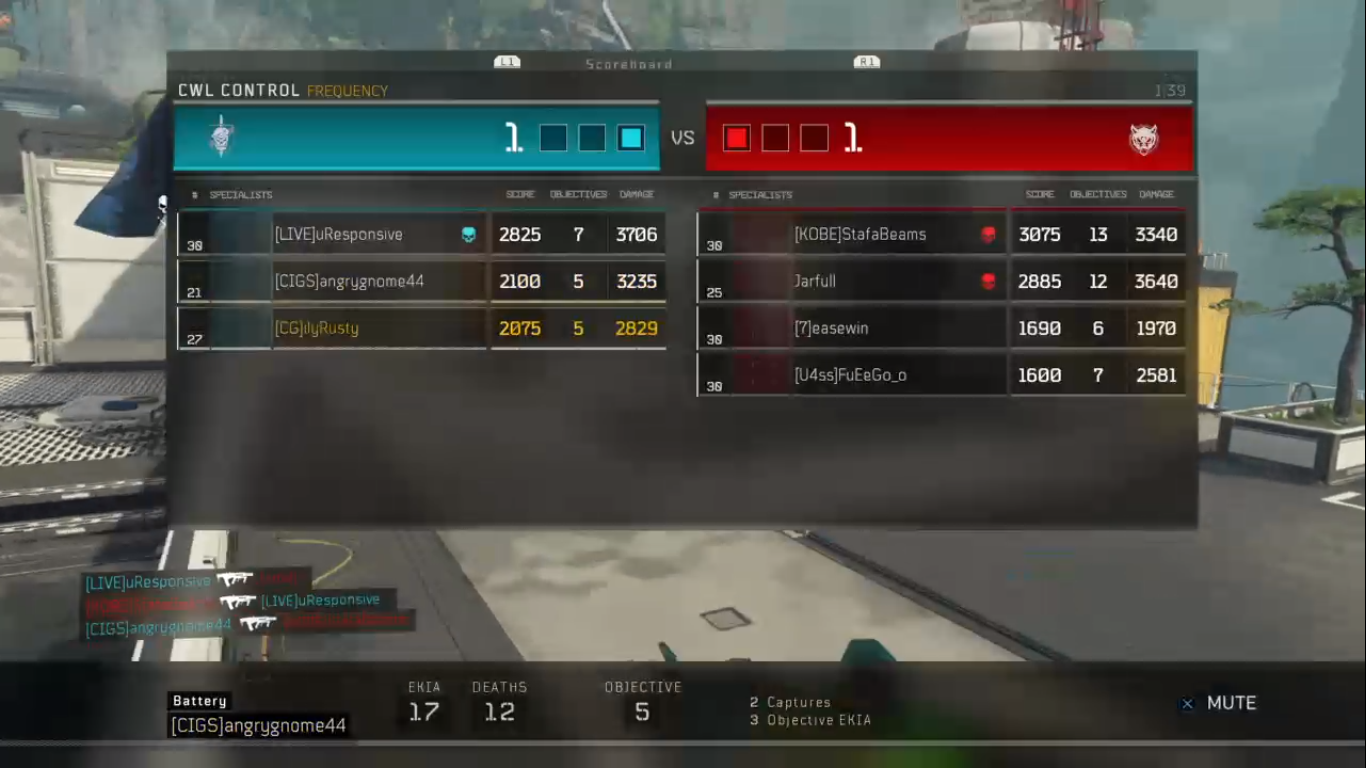 L1 Scoreboard R1
CWL CONTROL FREQUENCY 1:39
1 VS 1
# SPECIALISTS SCORE OBJECTIVES DAMAGE # SPECIALISTS SCORE OBJECTIVES DAMAGE
30 [LIVE]uResponsive 2825 7 3706 30 [KOBE]StafaBeams 3075 13 3340
21 [CIGS]angrygnome44 2100 5 3235 25 Jarfull 2885 12 3640
27 [CG]ilyRusty 2075 5 2829 30 [7]easewin 1690 6 1970
30 [U4ss]FuEeGo_o 1600 7 2581
[LIVE]uResponsive
[LIVE]uResponsive
[CIGS]angrygnome44
EKIA DEATHS OBJECTIVE
Battery 17 12 5 2 Captures X MUTE
[CIGS]angrygnome44 3 Objective EKIA